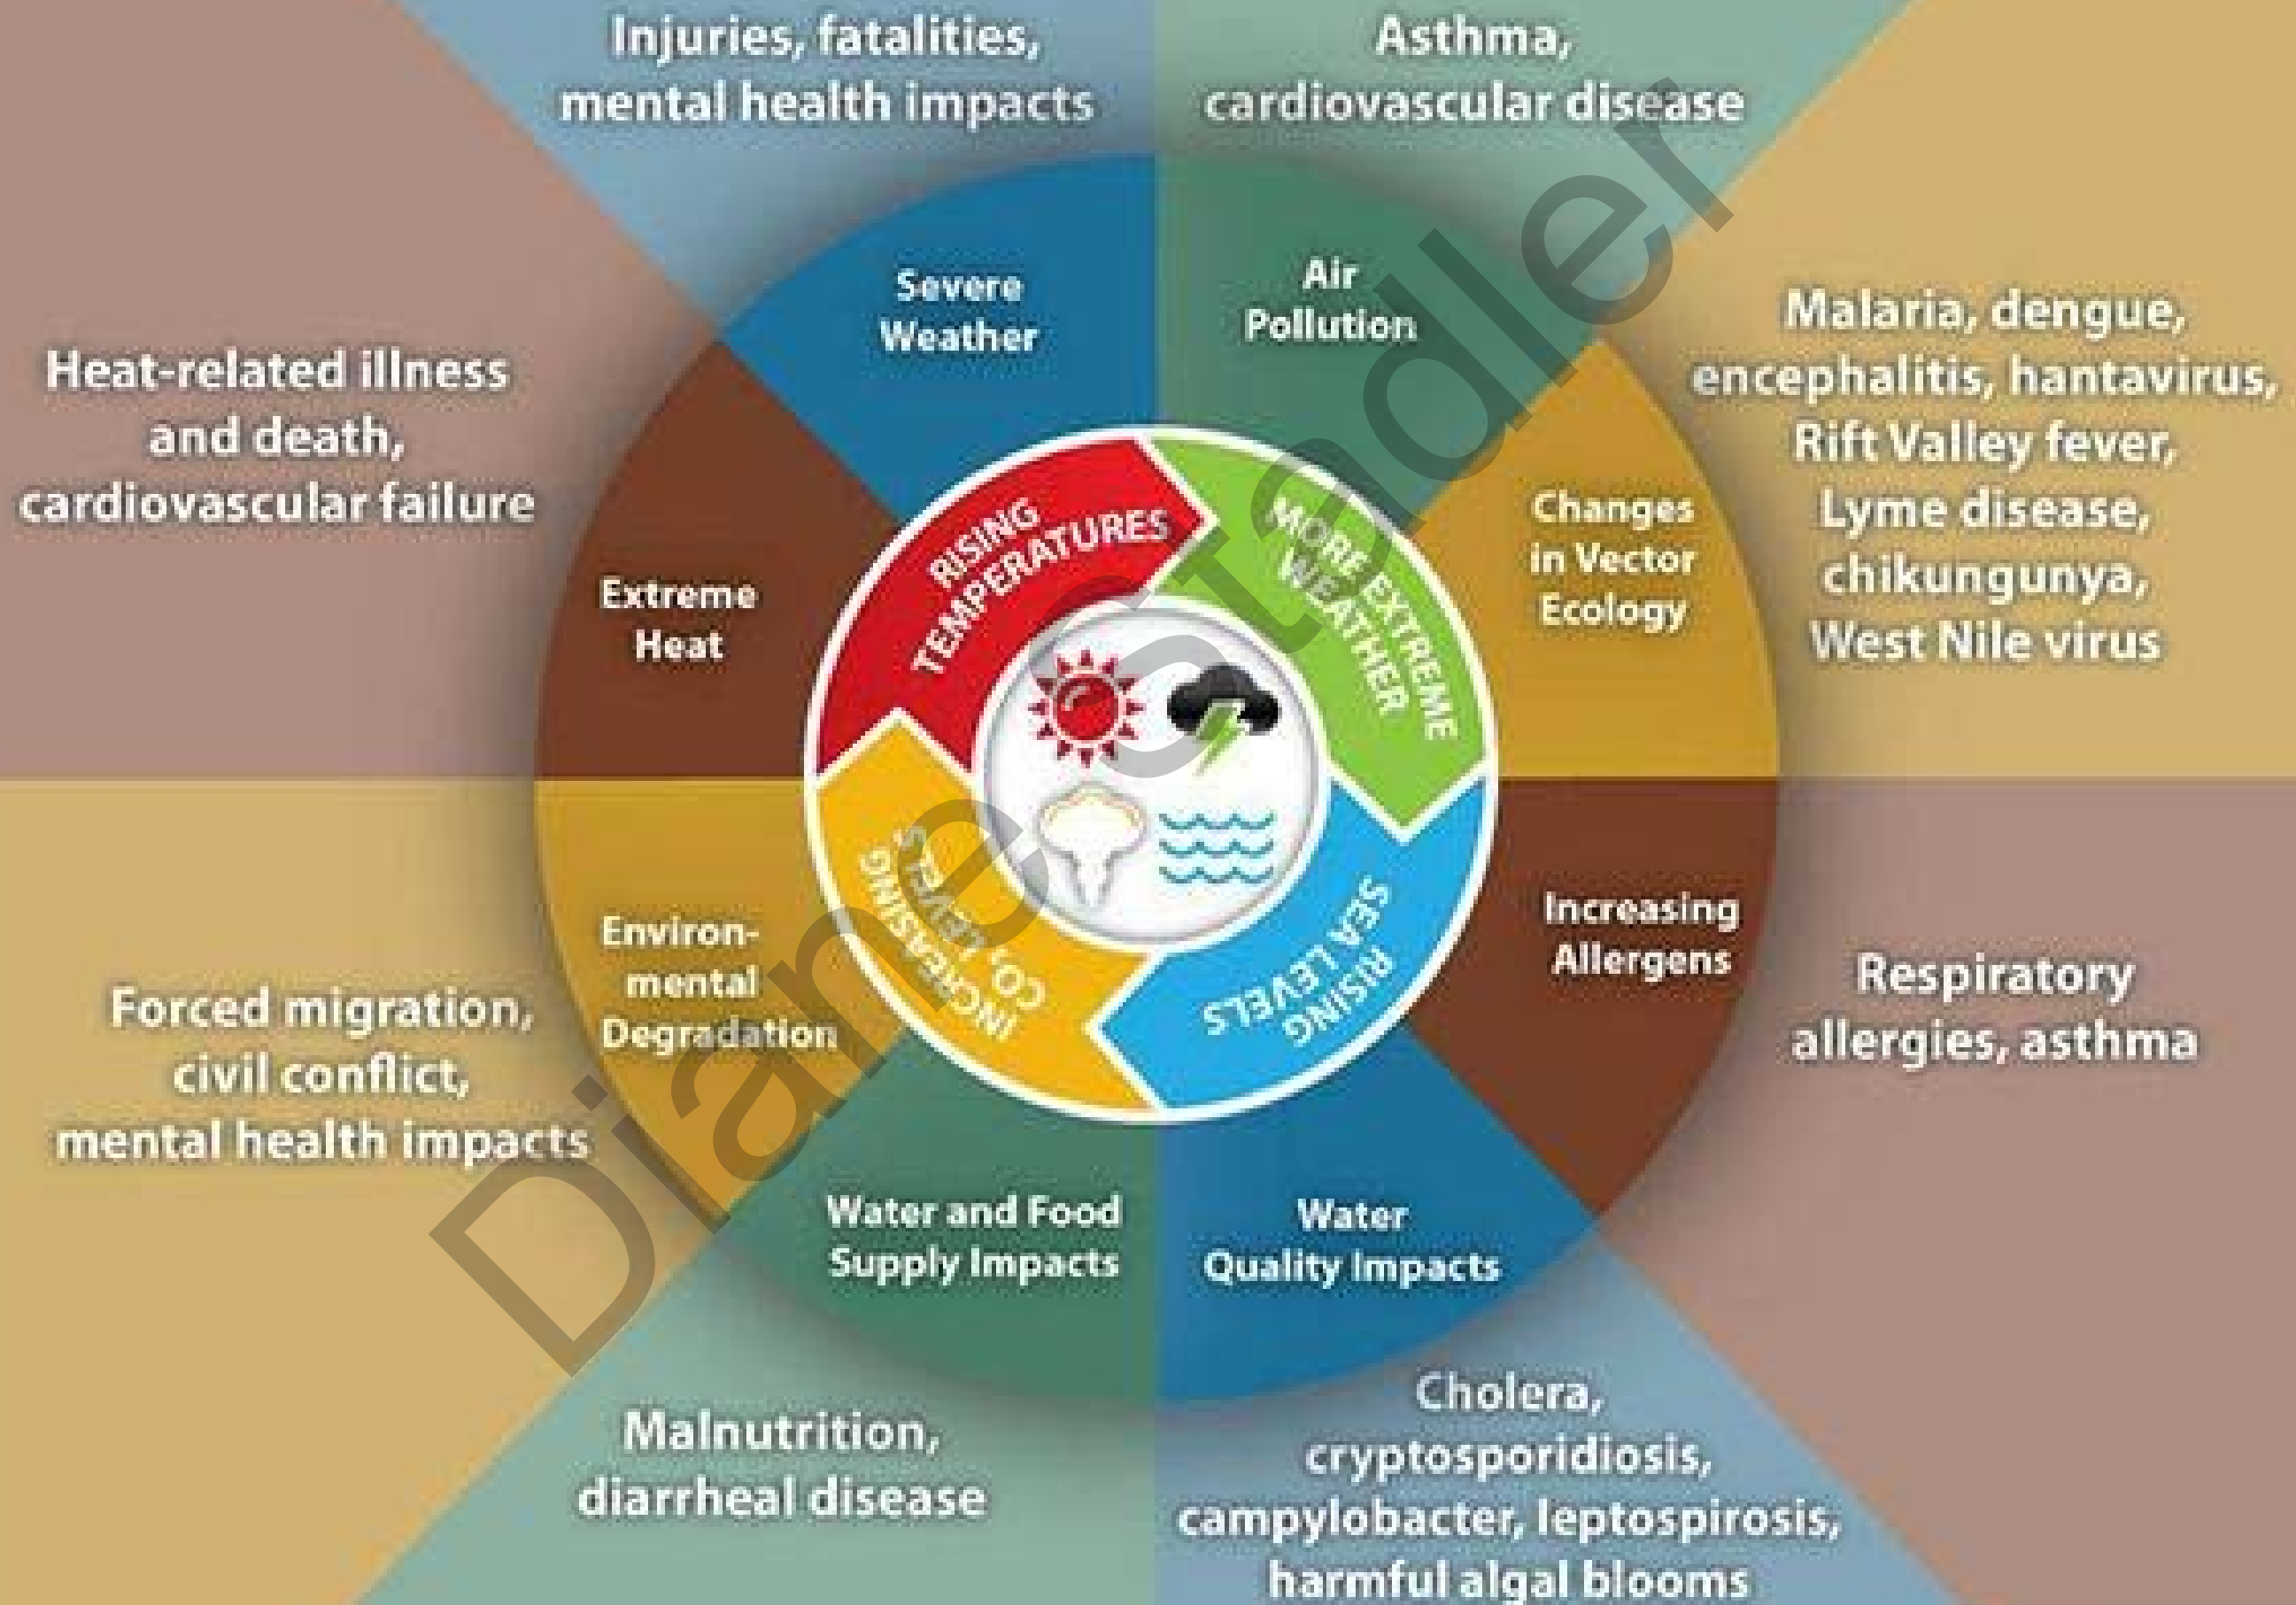 Injuries, fatalities,
mental health impacts
Asthma,
cardiovascular disease
Severe
Weather
Air
Pollution
Heat-related illness
and death,
cardiovascular failure
Extreme
Heat
Malaria, dengue,
encephalitis, hantavirus,
Rift Valley fever,
Lyme disease,
chikungunya,
West Nile virus
Changes
in Vector
Ecology
RISING
TEMPERATURES
MORE EXTREME
WEATHER
RISING
SEA LEVELS
INCREASING
CO₂ LEVELS
Increasing
Allergens
Respiratory
allergies, asthma
Environ-
mental
Degradation
Forced migration,
civil conflict,
mental health impacts
Water and Food
Supply Impacts
Water
Quality Impacts
Malnutrition,
diarrheal disease
Cholera,
cryptosporidiosis,
campylobacter, leptospirosis,
harmful algal blooms
Diane Stadler